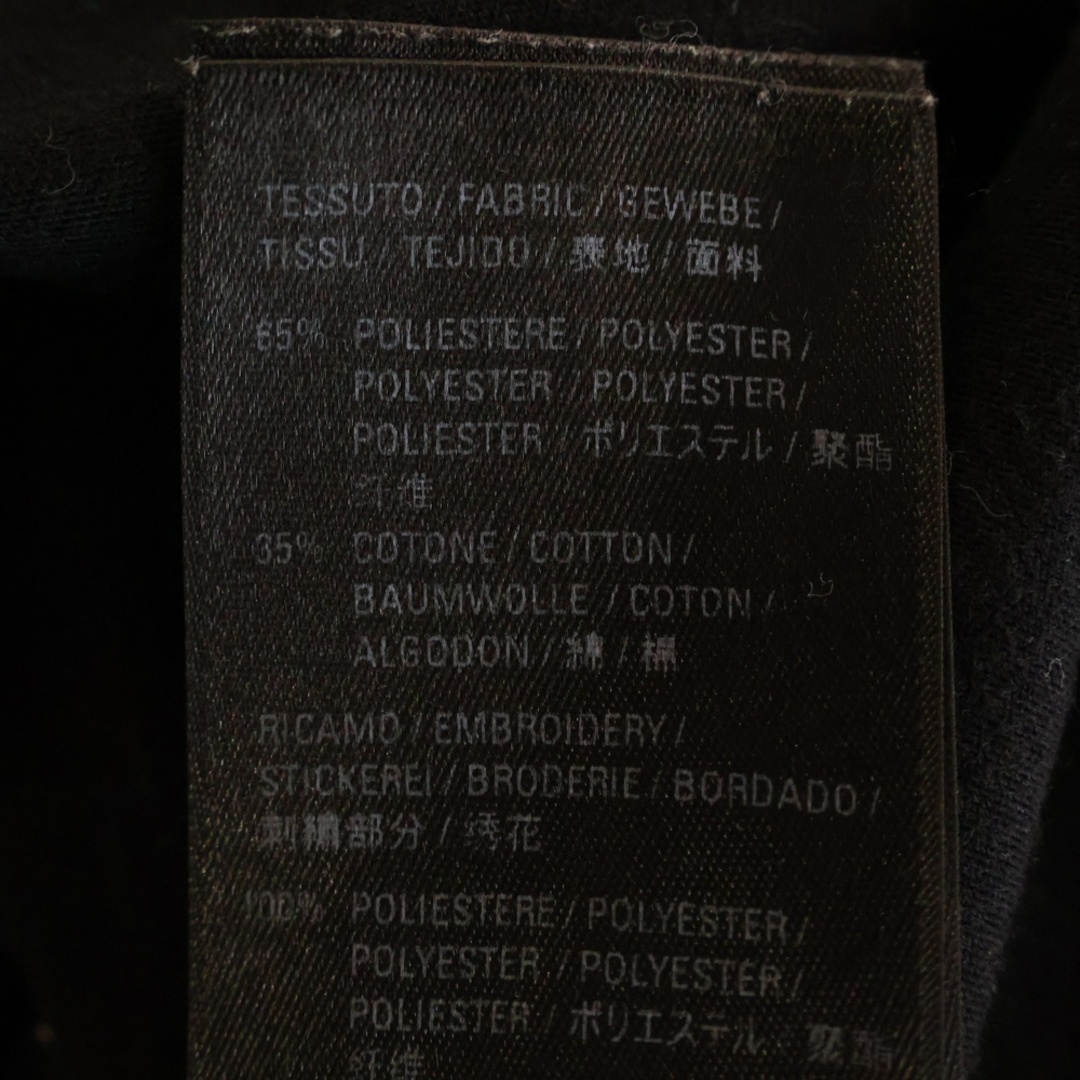 TESSUTO / FABRIC / GEWEBE /
TISSU / TEJIDO / 表地 / 面料
65% POLIESTERE / POLYESTER /
POLYESTER / POLYESTER /
POLIESTER / ポリエステル / 聚酯
纤维
35% COTONE / COTTON /
BAUMWOLLE / COTON /
ALGODON / 綿 / 棉
RICAMO / EMBROIDERY /
STICKEREI / BRODERIE / BORDADO /
刺繍部分 / 绣花
100% POLIESTERE / POLYESTER /
POLYESTER / POLYESTER /
POLIESTER / ポリエステル / 聚酯
纤维